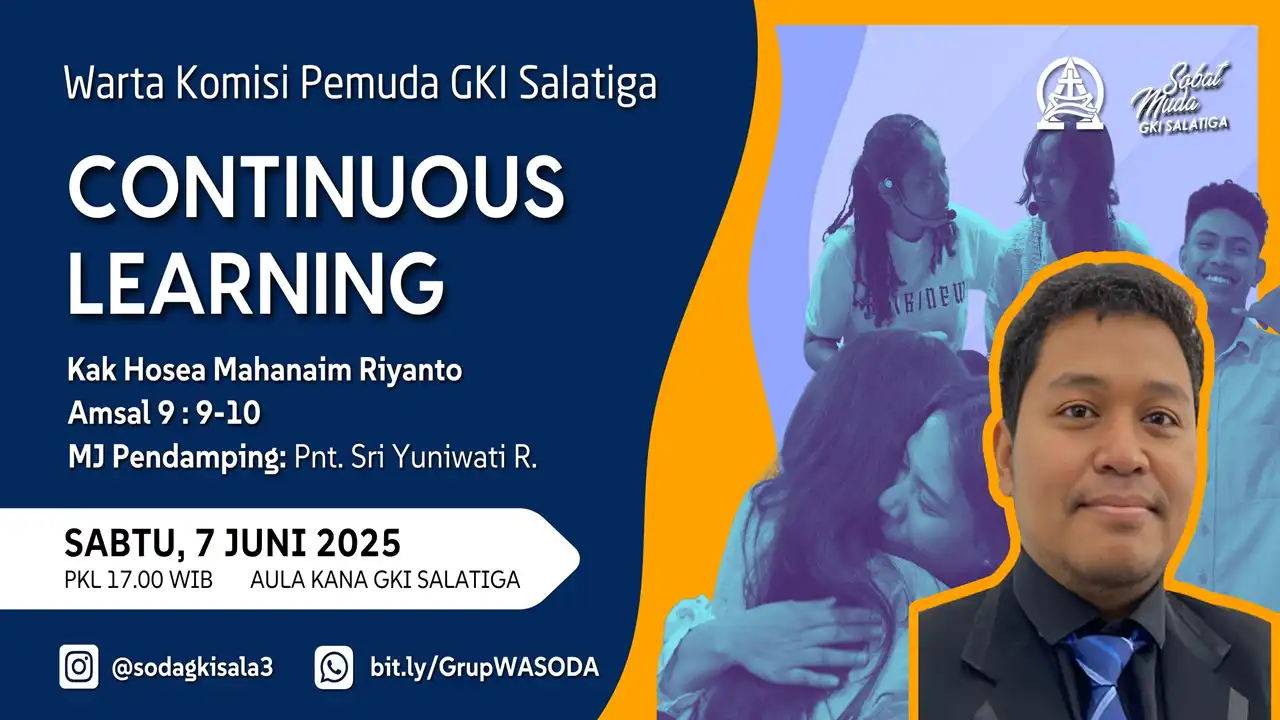 Warta Komisi Pemuda GKI Salatiga
CONTINUOUS
LEARNING
Kak Hosea Mahanaim Riyanto
Amsal 9 : 9-10
MJ Pendamping: Pnt. Sri Yuniwati R.
SABTU, 7 JUNI 2025
PKL 17.00 WIB AULA KANA GKI SALATIGA
@sodagkisala3 bit.ly/GrupWASODA
Sobat
Muda
GKI SALATIGA